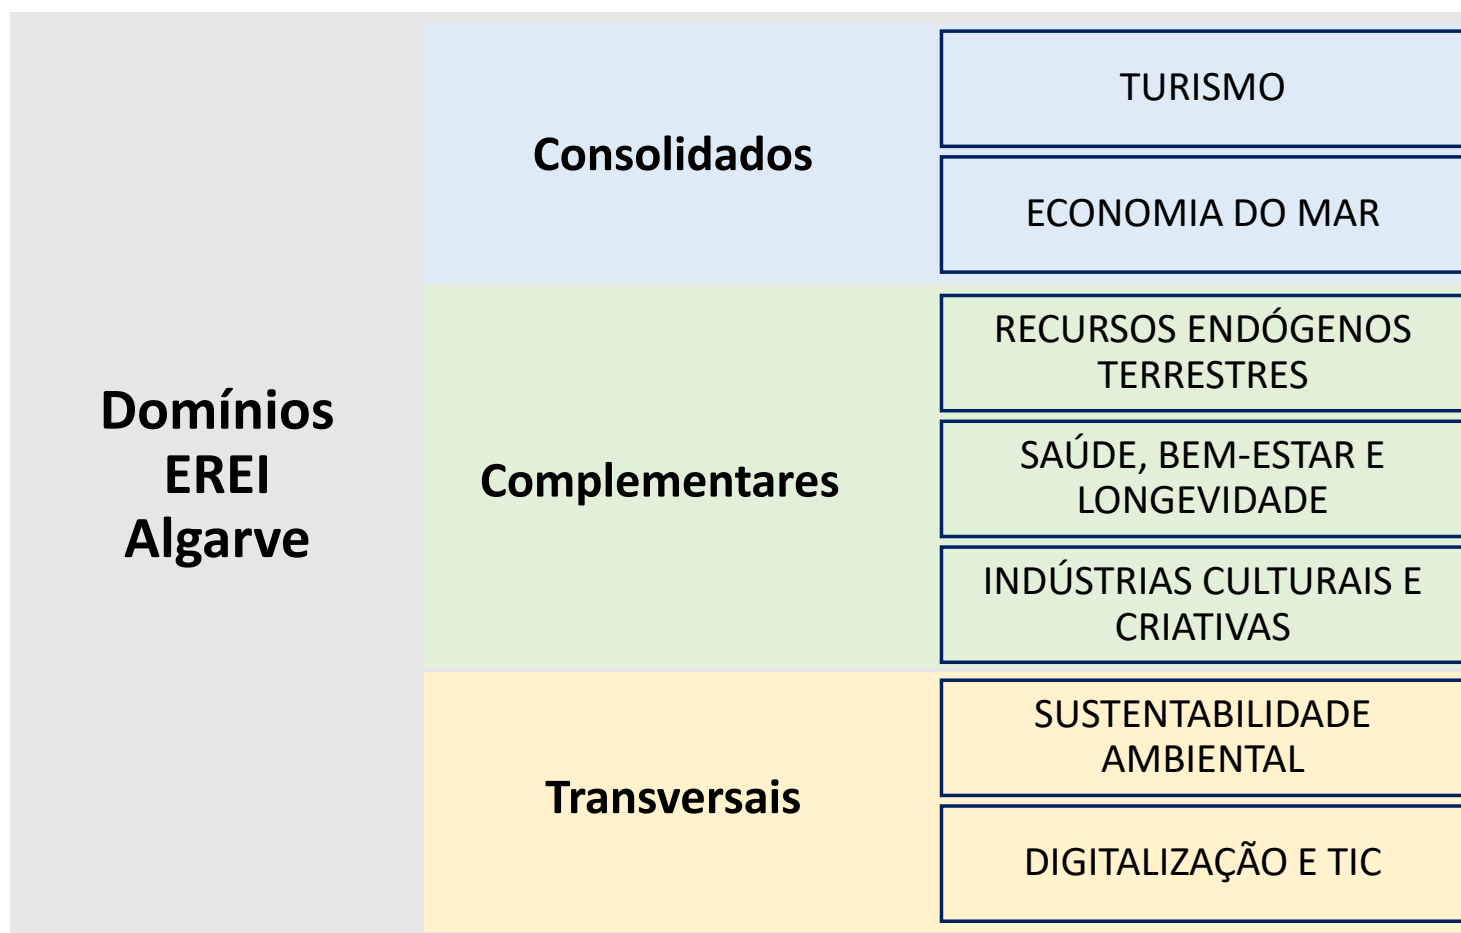 Domínios
EREI
Algarve
Consolidados
TURISMO
ECONOMIA DO MAR
Complementares
RECURSOS ENDÓGENOS
TERRESTRES
SAÚDE, BEM-ESTAR E
LONGEVIDADE
INDÚSTRIAS CULTURAIS E
CRIATIVAS
Transversais
SUSTENTABILIDADE
AMBIENTAL
DIGITALIZAÇÃO E TIC